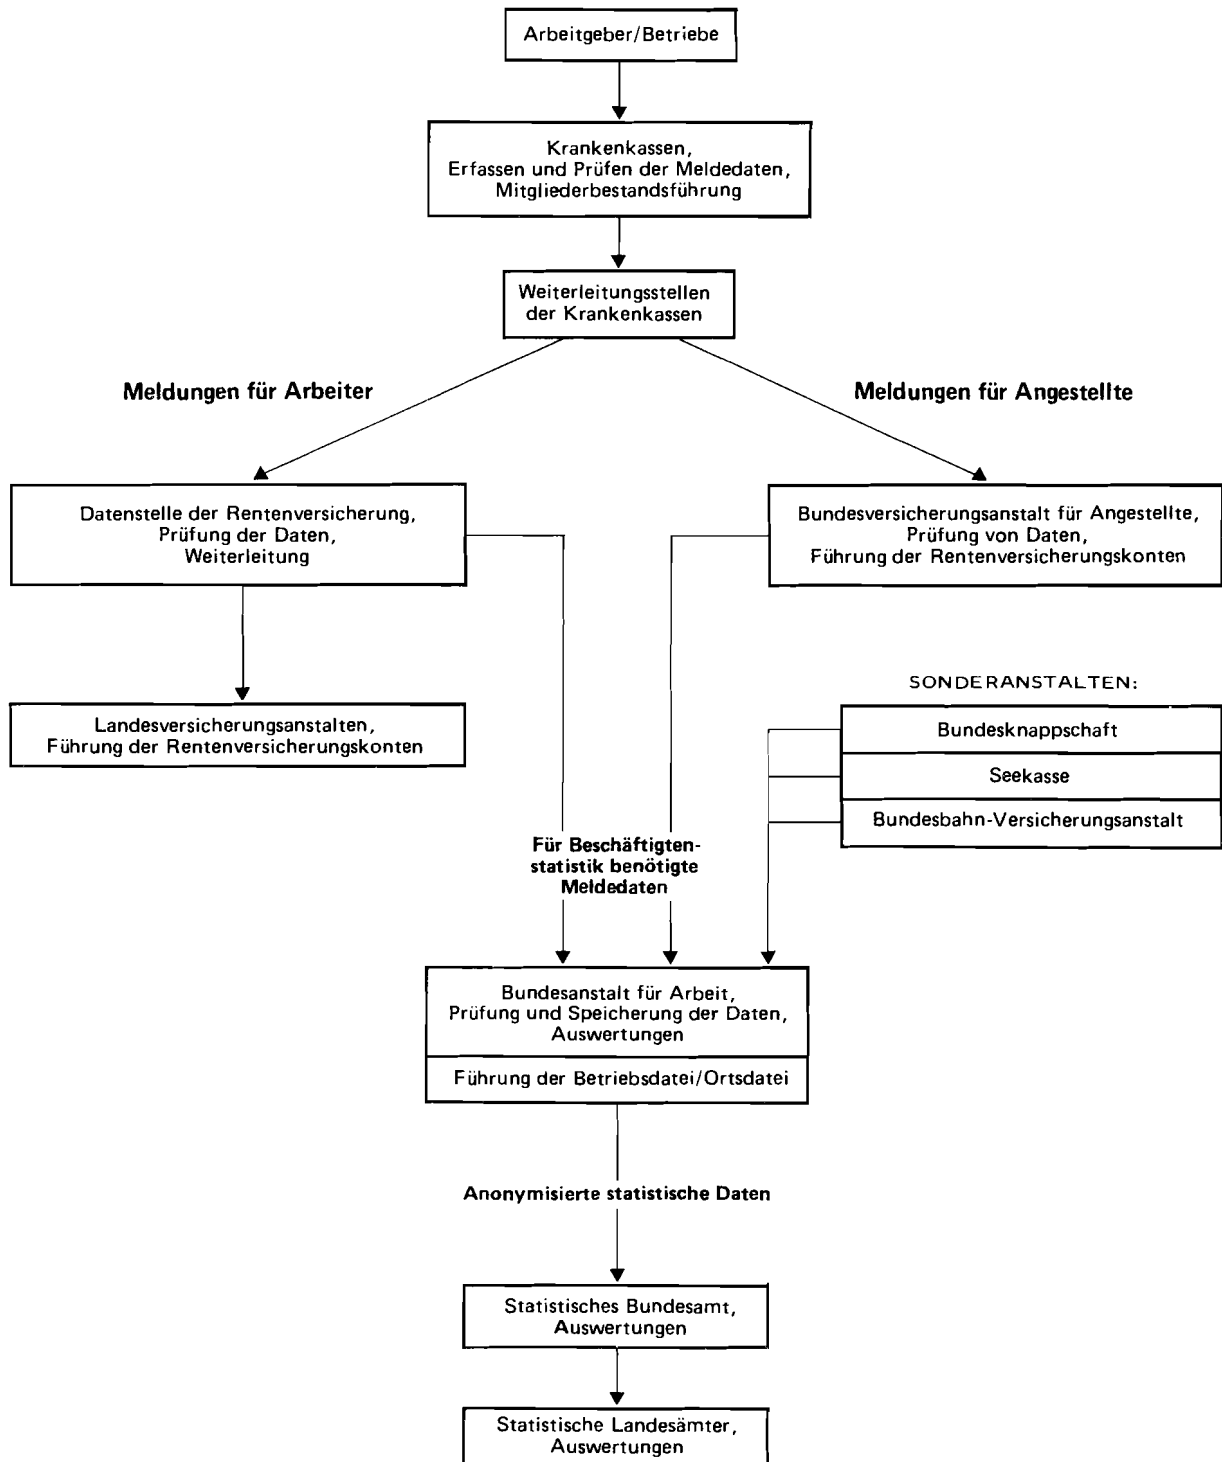 Arbeitgeber/Betriebe
Krankenkassen,
Erfassen und Prüfen der Meldedaten,
Mitgliederbestandsführung
Weiterleitungsstellen
der Krankenkassen
Meldungen für Arbeiter
Meldungen für Angestellte
Datenstelle der Rentenversicherung,
Prüfung der Daten,
Weiterleitung
Bundesversicherungsanstalt für Angestellte,
Prüfung von Daten,
Führung der Rentenversicherungskonten
Landesversicherungsanstalten,
Führung der Rentenversicherungskonten
SONDERANSTALTEN:
Bundesknappschaft
Seekasse
Bundesbahn-Versicherungsanstalt
Für Beschäftigten-
statistik benötigte
Meldedaten
Bundesanstalt für Arbeit,
Prüfung und Speicherung der Daten,
Auswertungen
Führung der Betriebsdatei/Ortsdatei
Anonymisierte statistische Daten
Statistisches Bundesamt,
Auswertungen
Statistische Landesämter,
Auswertungen